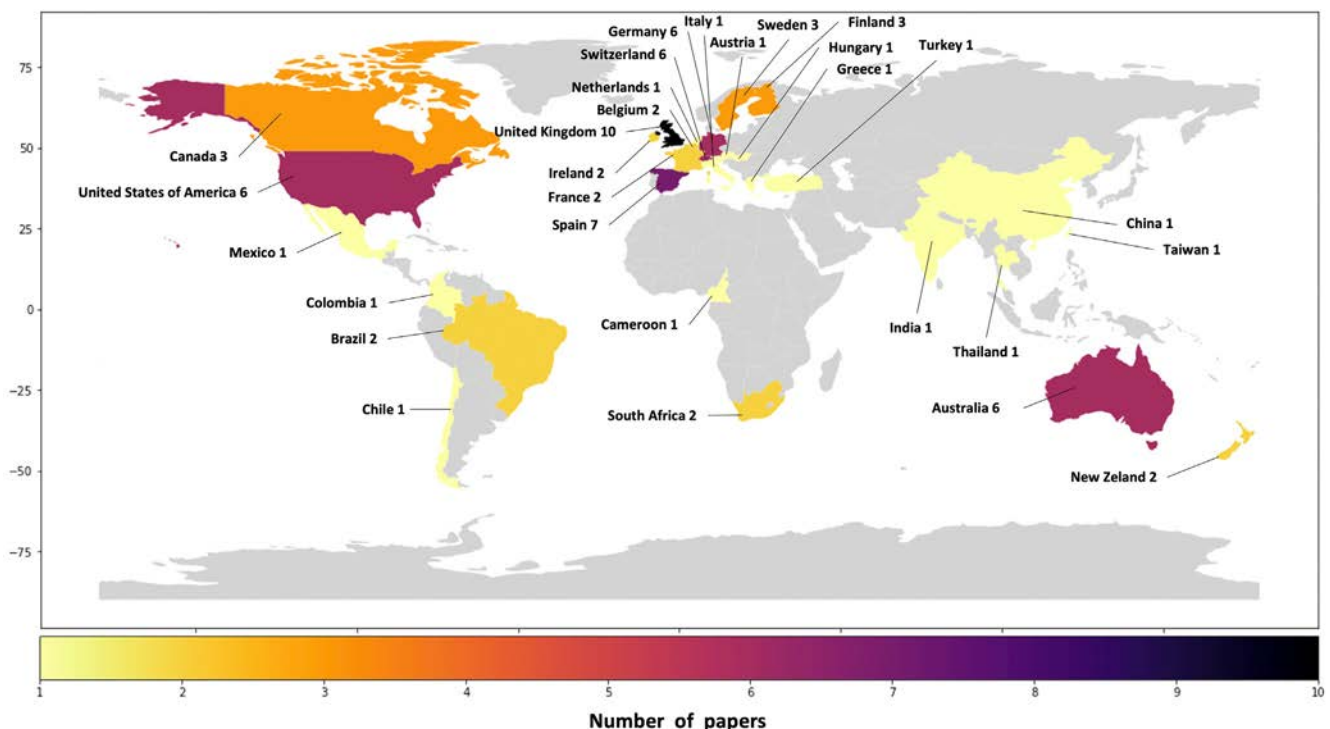 Italy 1
Sweden 3
Finland 3
Germany 6
Austria 1
Hungary 1
Turkey 1
Switzerland 6
Greece 1
75
Netherlands 1
Belgium 2
United Kingdom 10
50
Canada 3
Ireland 2
United States of America 6
France 2
Spain 7
25
China 1
Mexico 1
Taiwan 1
Colombia 1
0
Cameroon 1
India 1
Brazil 2
Thailand 1
−25
Chile 1
South Africa 2
Australia 6
−50
New Zeland 2
−75
1 2 3 4 5 6 7 8 9 10
Number of papers